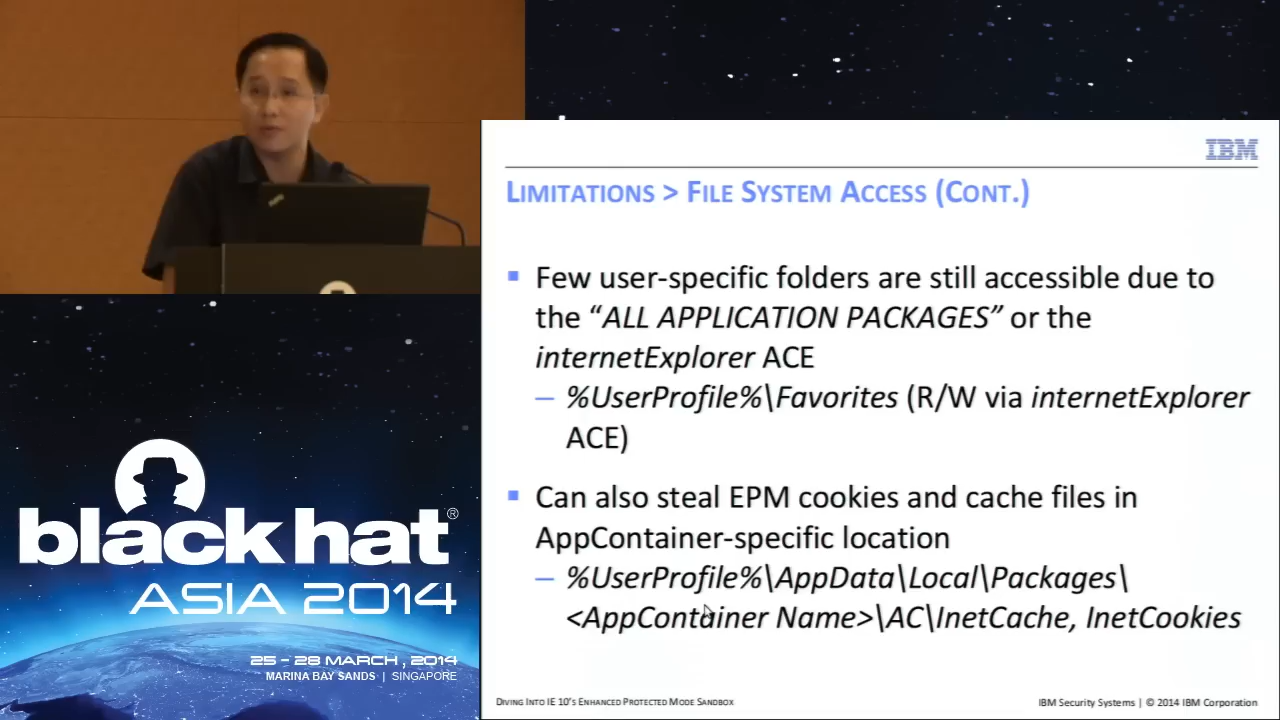 IBM
LIMITATIONS > FILE SYSTEM ACCESS (CONT.)
▪ Few user-specific folders are still accessible due to
the “ALL APPLICATION PACKAGES” or the
internetExplorer ACE
– %UserProfile%\Favorites (R/W via internetExplorer
ACE)
▪ Can also steal EPM cookies and cache files in
AppContainer-specific location
– %UserProfile%\AppData\Local\Packages\
<AppContainer Name>\AC\InetCache, InetCookies
DIVING INTO IE 10'S ENHANCED PROTECTED MODE SANDBOX
IBM Security Systems | © 2014 IBM Corporation
black hat®
ASIA 2014
25 - 28 MARCH, 2014
MARINA BAY SANDS | SINGAPORE